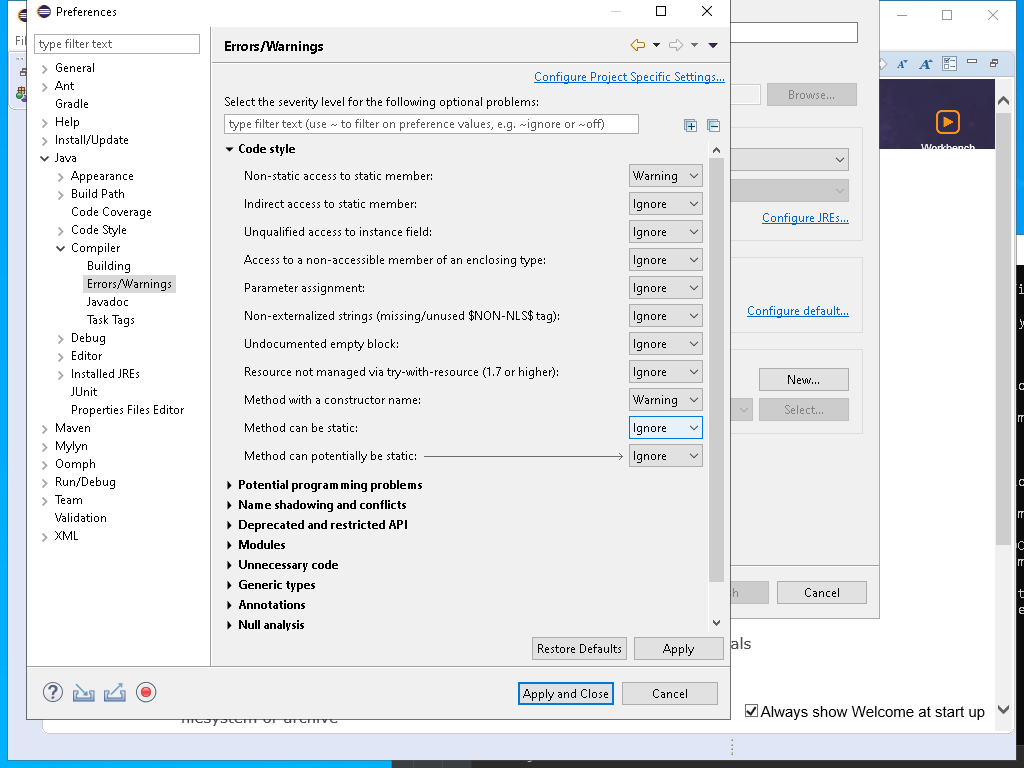 Preferences
type filter text
General
Ant
Gradle
Help
Install/Update
Java
Appearance
Build Path
Code Coverage
Code Style
Compiler
Building
Errors/Warnings
Javadoc
Task Tags
Debug
Editor
Installed JREs
JUnit
Properties Files Editor
Maven
Mylyn
Oomph
Run/Debug
Team
Validation
XML
Errors/Warnings
Configure Project Specific Settings...
Select the severity level for the following optional problems:
type filter text (use ~ to filter on preference values, e.g. ~ignore or ~off)
Code style
Non-static access to static member: Warning
Indirect access to static member: Ignore
Unqualified access to instance field: Ignore
Access to a non-accessible member of an enclosing type: Ignore
Parameter assignment: Ignore
Non-externalized strings (missing/unused $NON-NLS$ tag): Ignore
Undocumented empty block: Ignore
Resource not managed via try-with-resource (1.7 or higher): Ignore
Method with a constructor name: Warning
Method can be static: Ignore
Method can potentially be static: Ignore
Potential programming problems
Name shadowing and conflicts
Deprecated and restricted API
Modules
Unnecessary code
Generic types
Annotations
Null analysis
Restore Defaults Apply
Apply and Close Cancel
Browse...
Configure JREs...
Configure default...
New...
Select...
Cancel
Workbench
als
filesystem or archive
Always show Welcome at start up